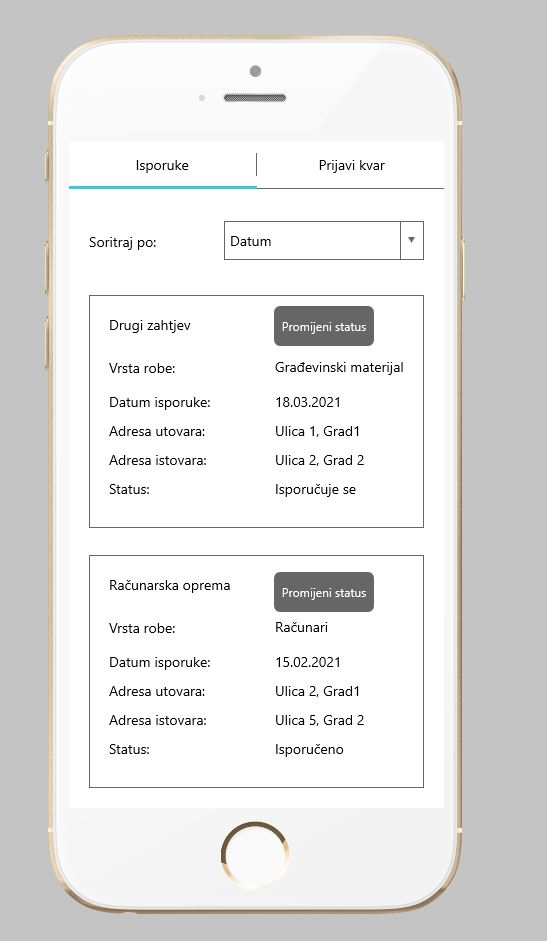 Isporuke
Prijavi kvar
Soritraj po:
Datum
Drugi zahtjev
Promijeni status
Vrsta robe:
Građevinski materijal
Datum isporuke:
18.03.2021
Adresa utovara:
Ulica 1, Grad1
Adresa istovara:
Ulica 2, Grad 2
Status:
Isporučuje se
Računarska oprema
Promijeni status
Vrsta robe:
Računari
Datum isporuke:
15.02.2021
Adresa utovara:
Ulica 2, Grad1
Adresa istovara:
Ulica 5, Grad 2
Status:
Isporučeno